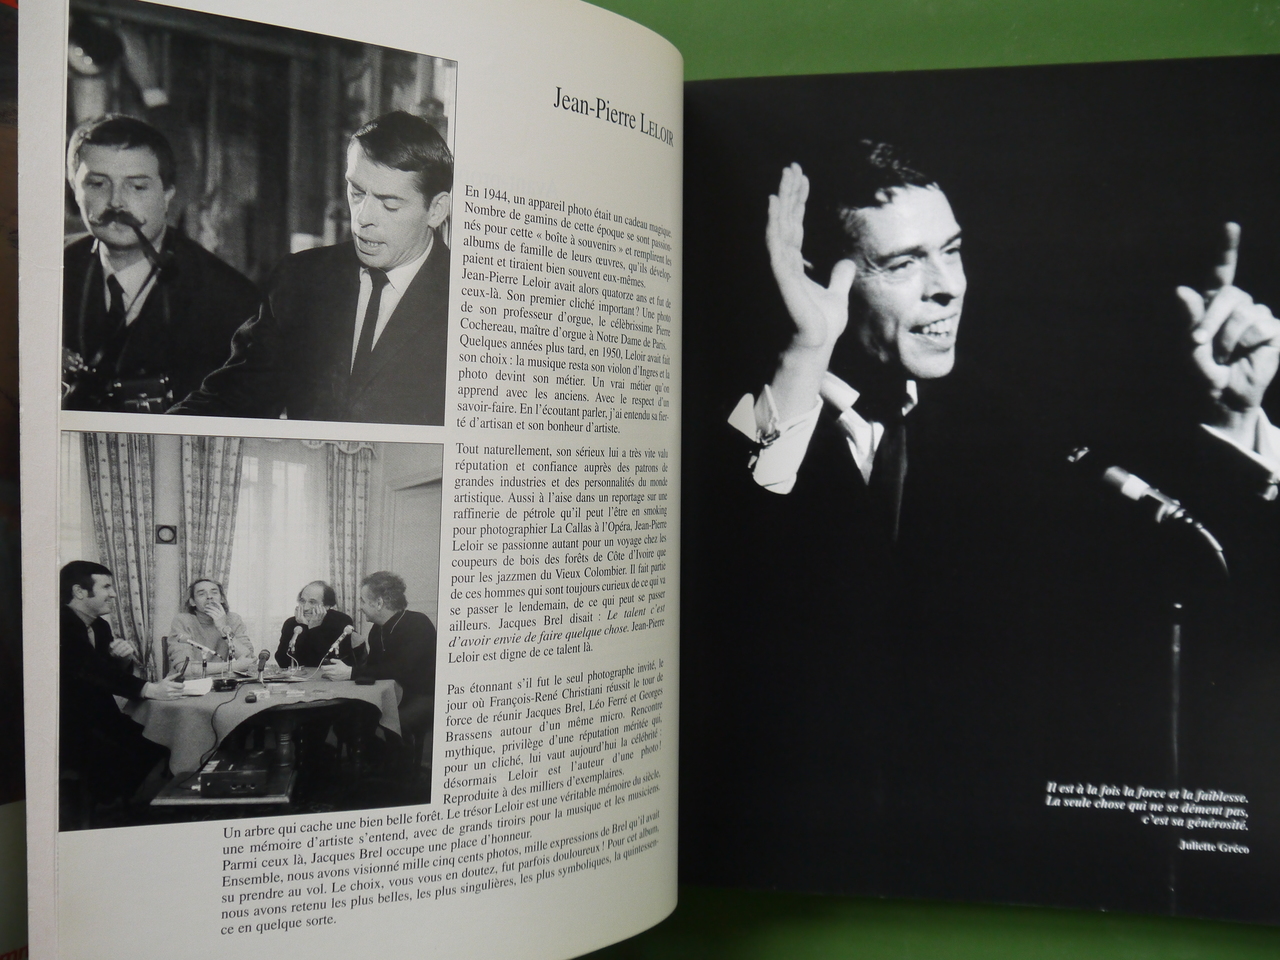 Jean-Pierre LELOIR
En 1944, un appareil photo était un cadeau magique.
Nombre de gamins de cette époque se sont passion-
nés pour cette « boîte à souvenirs » et remplirent les
albums de famille de leurs œuvres, qu'ils dévelop-
paient et tiraient bien souvent eux-mêmes.
Jean-Pierre Leloir avait alors quatorze ans et fut de
ceux-là. Son premier cliché important ? Une photo
de son professeur d'orgue, le célébrissime Pierre
Cochereau, maître d'orgue à Notre Dame de Paris.
Quelques années plus tard, en 1950, Leloir avait fait
son choix : la musique resta son violon d'Ingres et la
photo devint son métier. Un vrai métier qu'on
apprend avec les anciens. Avec le respect d'un
savoir-faire. En l'écoutant parler, j'ai entendu sa fier-
té d'artisan et son bonheur d'artiste.
Tout naturellement, son sérieux lui a très vite valu
réputation et confiance auprès des patrons de
grandes industries et des personnalités du monde
artistique. Aussi à l'aise dans un reportage sur une
raffinerie de pétrole qu'il peut l'être en smoking
pour photographier La Callas à l'Opéra, Jean-Pierre
Leloir se passionne autant pour un voyage chez les
coupeurs de bois des forêts de Côte d'Ivoire que
pour les jazzmen du Vieux Colombier. Il fait partie
de ces hommes qui sont toujours curieux de ce qui va
se passer le lendemain, de ce qui peut se passer
ailleurs. Jacques Brel disait : Le talent c'est
d'avoir envie de faire quelque chose. Jean-Pierre
Leloir est digne de ce talent là.
Pas étonnant s'il fut le seul photographe invité, le
jour où François-René Christiani réussit le tour de
force de réunir Jacques Brel, Léo Ferré et Georges
Brassens autour d'un même micro. Rencontre
mythique, privilège d'une réputation méritée qui,
pour un cliché, lui vaut aujourd'hui la célébrité :
désormais Leloir est l'auteur d'une photo !
Reproduite à des milliers d'exemplaires.
Un arbre qui cache une bien belle forêt. Le trésor Leloir est une véritable mémoire du siècle,
une mémoire d'artiste s'entend, avec de grands tiroirs pour la musique et les musiciens.
Parmi ceux là, Jacques Brel occupe une place d'honneur.
Ensemble, nous avons visionné mille cinq cents photos, mille expressions de Brel qu'il avait
su prendre au vol. Le choix, vous vous en doutez, fut parfois douloureux ! Pour cet album,
nous avons retenu les plus belles, les plus singulières, les plus symboliques, la quintessen-
ce en quelque sorte.
Il est à la fois la force et la faiblesse.
La seule chose qui ne se dément pas,
c'est sa générosité.
Juliette Gréco